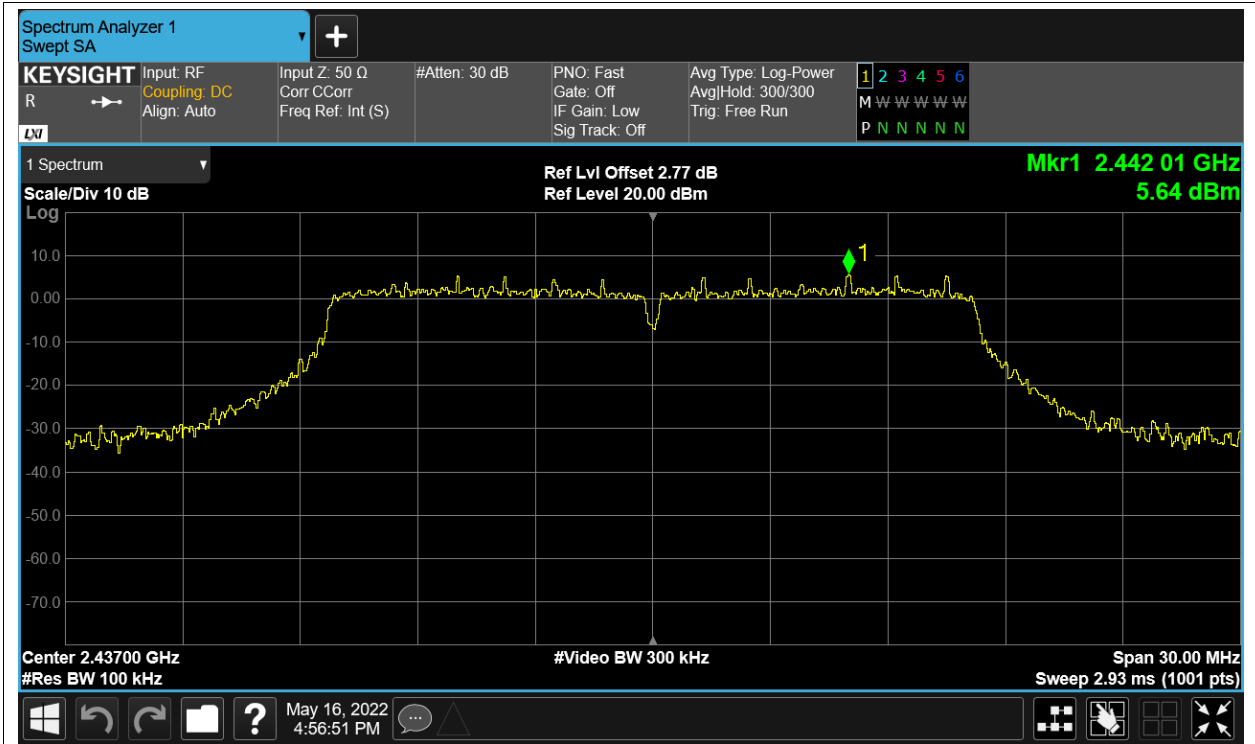 Spectrum Analyzer 1
Swept SA
KEYSIGHT
R
LXI
Input: RF
Coupling: DC
Align: Auto
Input Z: 50 Ω
Corr CCorr
Freq Ref: Int (S)
#Atten: 30 dB
PNO: Fast
Gate: Off
IF Gain: Low
Sig Track: Off
Avg Type: Log-Power
Avg|Hold: 300/300
Trig: Free Run
1 2 3 4 5 6
M W W W W W
P N N N N N
1 Spectrum
Scale/Div 10 dB
Log
Ref Lvl Offset 2.77 dB
Ref Level 20.00 dBm
Mkr1 2.442 01 GHz
5.64 dBm
1
10.0
0.00
-10.0
-20.0
-30.0
-40.0
-50.0
-60.0
-70.0
Center 2.43700 GHz
#Video BW 300 kHz
Span 30.00 MHz
#Res BW 100 kHz
Sweep 2.93 ms (1001 pts)
?
May 16, 2022
4:56:51 PM